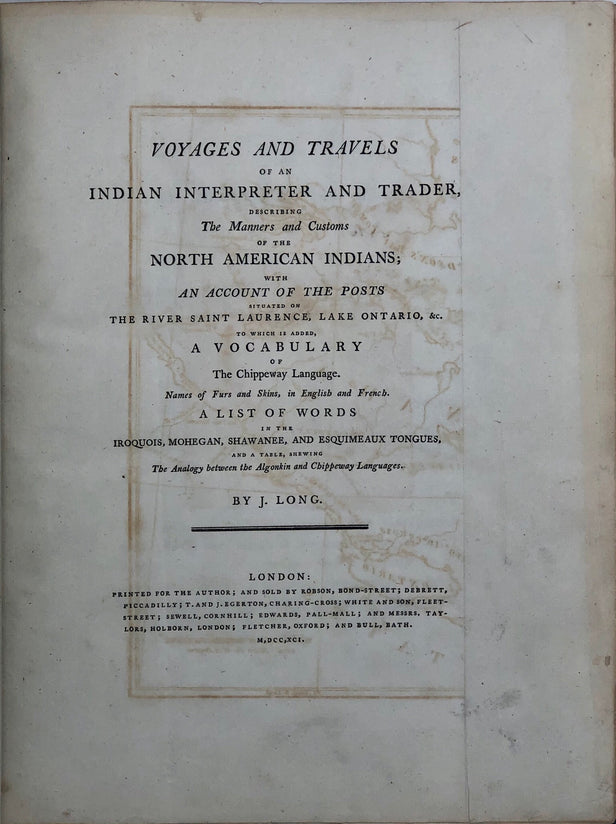 VOYAGES AND TRAVELS
OF AN
INDIAN INTERPRETER AND TRADER,
DESCRIBING
The Manners and Customs
OF THE
NORTH AMERICAN INDIANS;
WITH
AN ACCOUNT OF THE POSTS
SITUATED ON
THE RIVER SAINT LAURENCE, LAKE ONTARIO, &c.
TO WHICH IS ADDED,
A VOCABULARY
OF
The Chippeway Language.
Names of Furs and Skins, in English and French.
A LIST OF WORDS
IN THE
IROQUOIS, MOHEGAN, SHAWANEE, AND ESQUIMEAUX TONGUES,
AND A TABLE, SHEWING
The Analogy between the Algonkin and Chippeway Languages.
BY J. LONG.
LONDON:
PRINTED FOR THE AUTHOR; AND SOLD BY ROBSON, BOND-STREET; DEBRETT,
PICCADILLY; T. AND J. EGERTON, CHARING-CROSS; WHITE AND SON, FLEET-
STREET; SEWELL, CORNHILL; EDWARDS, PALL-MALL; AND MESSRS. TAY-
LORS, HOLBORN, LONDON; FLETCHER, OXFORD; AND BULL, BATH.
M,DCC,XCI.